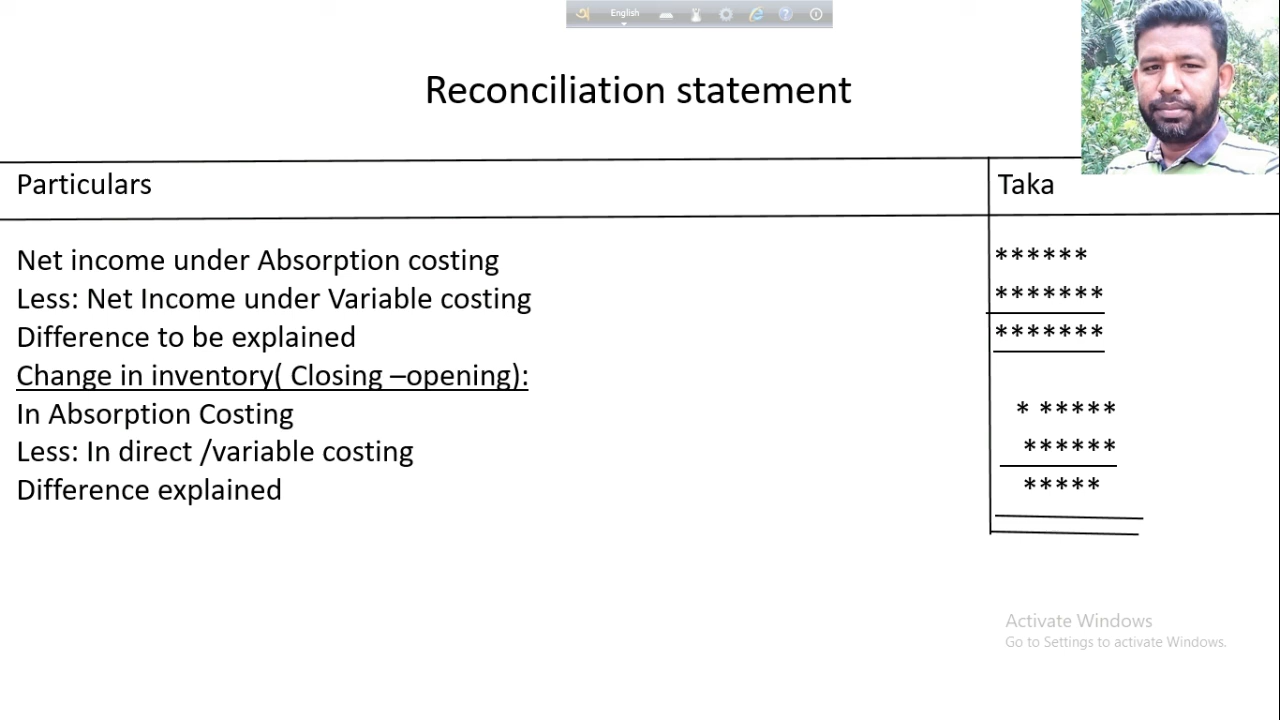 English
Reconciliation statement
Particulars Taka
Net income under Absorption costing ******
Less: Net Income under Variable costing *******
Difference to be explained *******
Change in inventory( Closing –opening):
In Absorption Costing * *****
Less: In direct /variable costing ******
Difference explained *****
Activate Windows
Go to Settings to activate Windows.